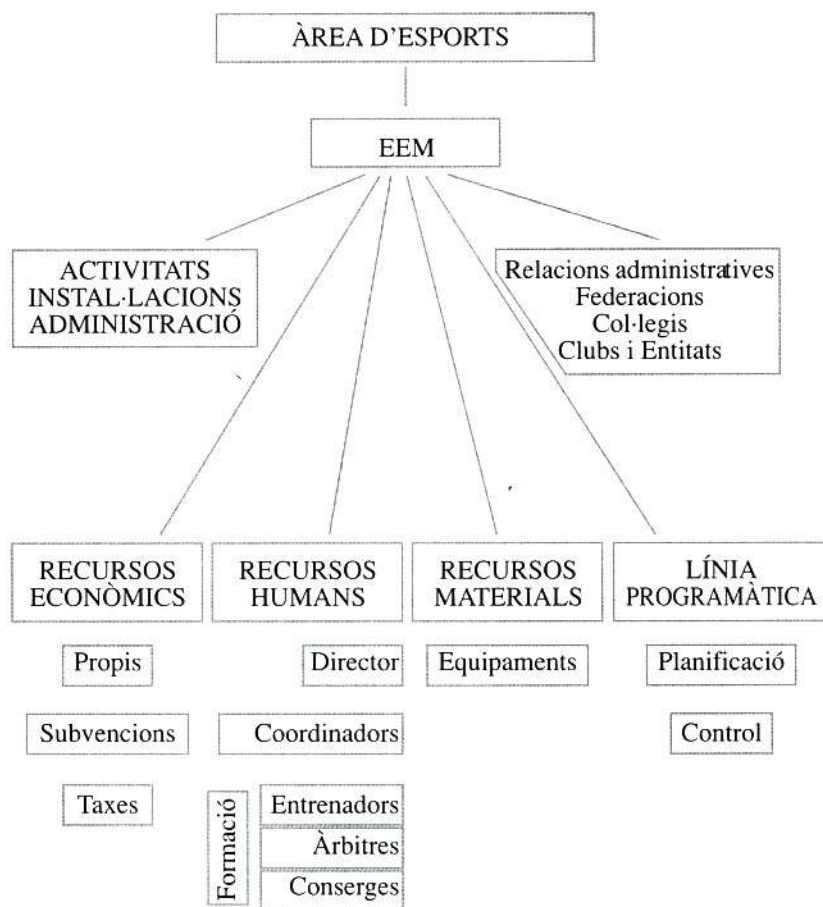 ÀREA D'ESPORTS
EEM
ACTIVITATS
INSTAL·LACIONS
ADMINISTRACIÓ
Relacions administratives
Federacions
Col·legis
Clubs i Entitats
RECURSOS
ECONÒMICS
RECURSOS
HUMANS
RECURSOS
MATERIALS
LÍNIA
PROGRAMÀTICA
Propis
Director
Equipaments
Planificació
Subvencions
Coordinadors
Control
Taxes
Formació
Entrenadors
Àrbitres
Conserges